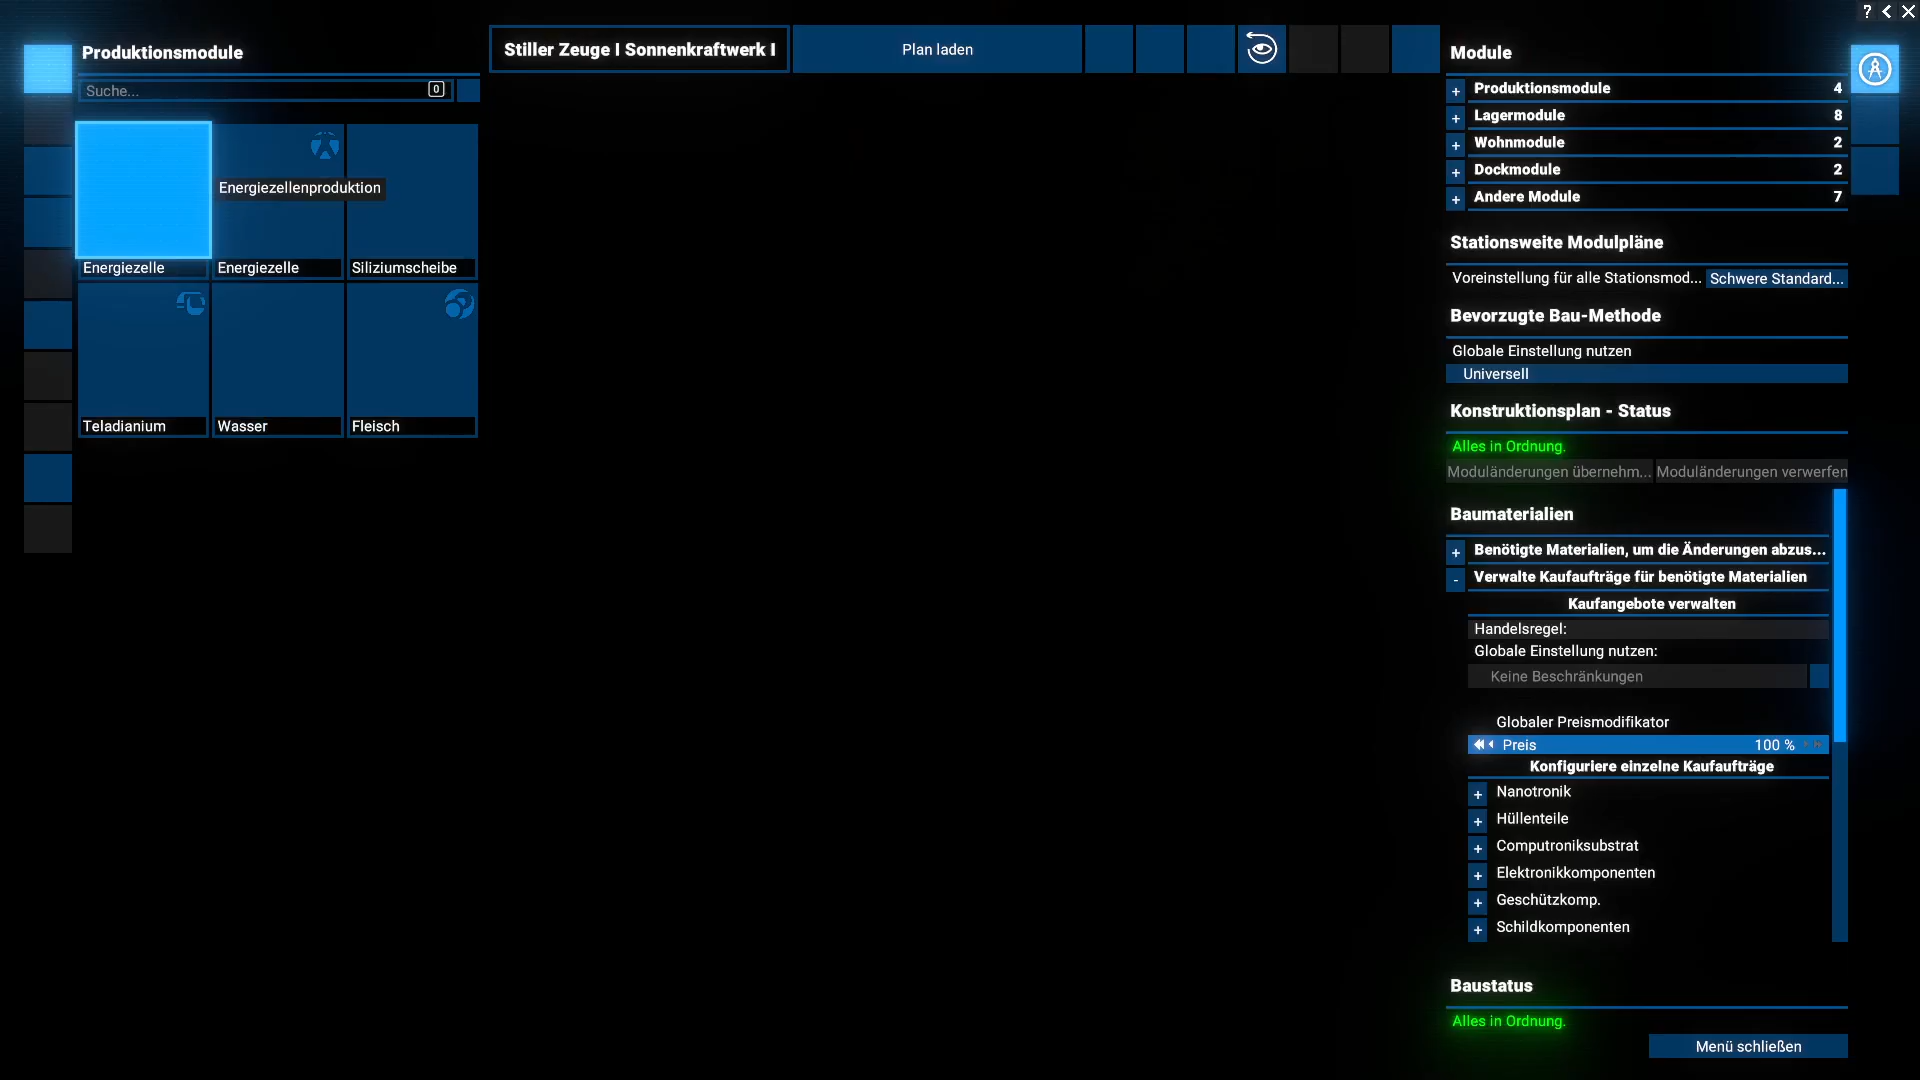 ?
Produktionsmodule
Stiller Zeuge I Sonnenkraftwerk I
Plan laden
Suche...
0
Energiezellenproduktion
Energiezelle
Energiezelle
Siliziumscheibe
Teladianium
Wasser
Fleisch
Module
+ Produktionsmodule 4
+ Lagermodule 8
+ Wohnmodule 2
+ Dockmodule 2
+ Andere Module 7
Stationsweite Modulpläne
Voreinstellung für alle Stationsmod... Schwere Standard...
Bevorzugte Bau-Methode
Globale Einstellung nutzen
Universell
Konstruktionsplan - Status
Alles in Ordnung.
Moduländerungen übernehm... Moduländerungen verwerfen
Baumaterialien
+ Benötigte Materialien, um die Änderungen abzus...
- Verwalte Kaufaufträge für benötigte Materialien
Kaufangebote verwalten
Handelsregel:
Globale Einstellung nutzen:
Keine Beschränkungen
Globaler Preismodifikator
Preis 100 %
Konfiguriere einzelne Kaufaufträge
+ Nanotronik
+ Hüllenteile
+ Computroniksubstrat
+ Elektronikkomponenten
+ Geschützkomp.
+ Schildkomponenten
Baustatus
Alles in Ordnung.
Menü schließen